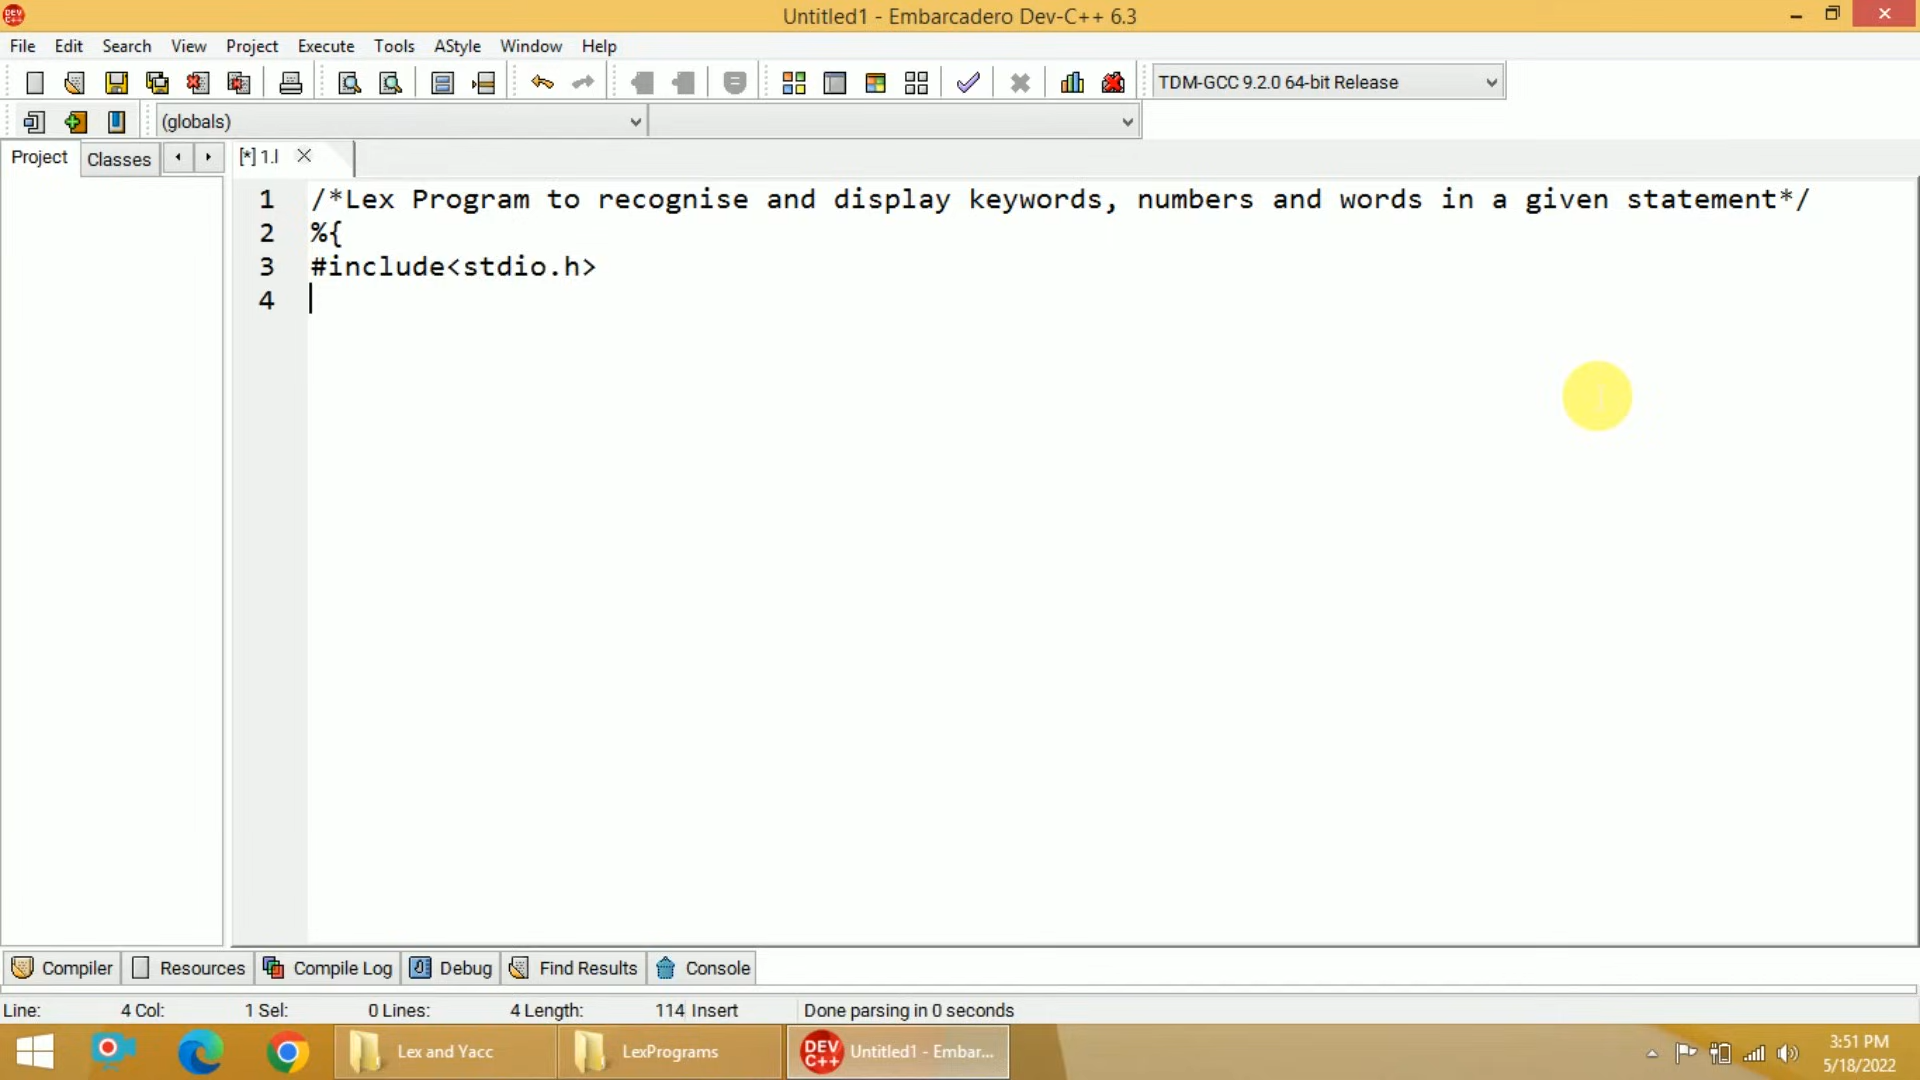 DEV C++
Untitled1 - Embarcadero Dev-C++ 6.3
File Edit Search View Project Execute Tools AStyle Window Help
TDM-GCC 9.2.0 64-bit Release
(globals)
Project Classes [*] 1.l
1 /*Lex Program to recognise and display keywords, numbers and words in a given statement*/
2 %{
3 #include<stdio.h>
4
Compiler Resources Compile Log Debug Find Results Console
Line: 4 Col: 1 Sel: 0 Lines: 4 Length: 114 Insert Done parsing in 0 seconds
Lex and Yacc LexPrograms DEV C++ Untitled1 - Embar...
3:51 PM
5/18/2022